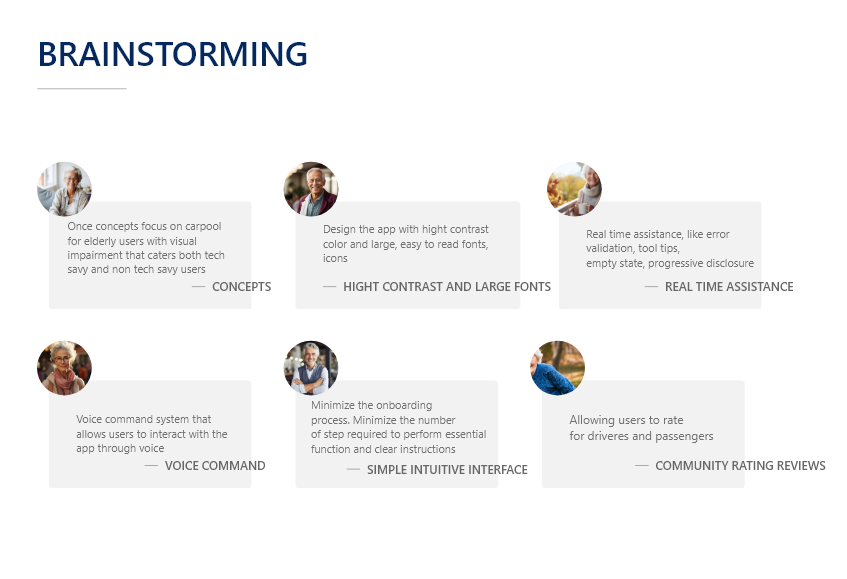 BRAINSTORMING
Once concepts focus on carpool
for elderly users with visual
impairment that caters both tech
savy and non tech savy users
— CONCEPTS
Design the app with hight contrast
color and large, easy to read fonts,
icons
— HIGHT CONTRAST AND LARGE FONTS
Real time assistance, like error
validation, tool tips,
empty state, progressive disclosure
— REAL TIME ASSISTANCE
Voice command system that
allows users to interact with the
app through voice
— VOICE COMMAND
Minimize the onboarding
process. Minimize the number
of step required to perform essential
function and clear instructions
— SIMPLE INTUITIVE INTERFACE
Allowing users to rate
for driveres and passengers
— COMMUNITY RATING REVIEWS